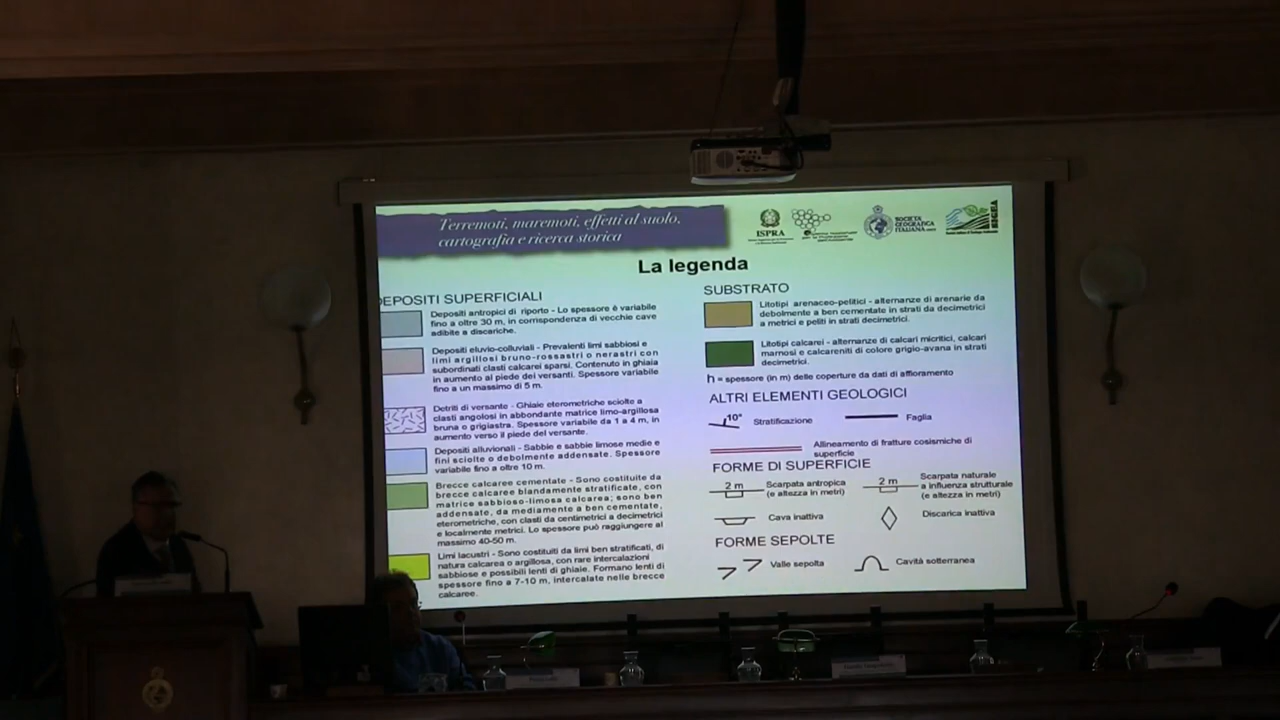 Terremoti, maremoti, effetti al suolo,
cartografia e ricerca storica
ISPRA
SOCIETÀ
GEOGRAFICA
ITALIANA
SIGEA
La legenda
DEPOSITI SUPERFICIALI
Depositi antropici di riporto - Lo spessore è variabile
fino a oltre 30 m, in corrispondenza di vecchie cave
adibite a discariche.
Depositi eluvio-colluviali - Prevalenti limi sabbiosi e
limi argillosi bruno-rossastri o nerastri con
subordinati clasti calcarei sparsi. Contenuto in ghiaia
in aumento al piede dei versanti. Spessore variabile
fino a un massimo di 5 m.
Detriti di versante - Ghiaie eterometriche sciolte a
clasti angolosi in abbondante matrice limo-argillosa
bruna o grigiastra. Spessore variabile da 1 a 4 m, in
aumento verso il piede del versante.
Depositi alluvionali - Sabbie e sabbie limose medie e
fini sciolte o debolmente addensate. Spessore
variabile fino a oltre 10 m.
Brecce calcaree cementate - Sono costituite da
brecce calcaree blandamente stratificate, con
matrice sabbioso-limosa calcarea; sono ben
addensate, da mediamente a ben cementate,
eterometriche, con clasti da centimetrici a decimetrici
e localmente metrici. Lo spessore può raggiungere al
massimo 40-50 m.
Limi lacustri - Sono costituiti da limi ben stratificati, di
natura calcarea o argillosa, con rare intercalazioni
sabbiose e possibili lenti di ghiaie. Formano lenti di
spessore fino a 7-10 m, intercalate nelle brecce
calcaree.
SUBSTRATO
Litotipi arenaceo-pelitici - alternanze di arenarie da
debolmente a ben cementate in strati da decimetrici
a metrici e peliti in strati decimetrici.
Litotipi calcarei - alternanze di calcari micritici, calcari
marnosi e calcareniti di colore grigio-avana in strati
decimetrici.
h = spessore (in m) delle coperture da dati di affioramento
ALTRI ELEMENTI GEOLOGICI
10° Stratificazione Faglia
Allineamento di fratture cosismiche di
superficie
FORME DI SUPERFICIE
2 m Scarpata antropica
(e altezza in metri)
2 m Scarpata naturale
a influenza strutturale
(e altezza in metri)
Cava inattiva Discarica inattiva
FORME SEPOLTE
Valle sepolta Cavità sotterranea